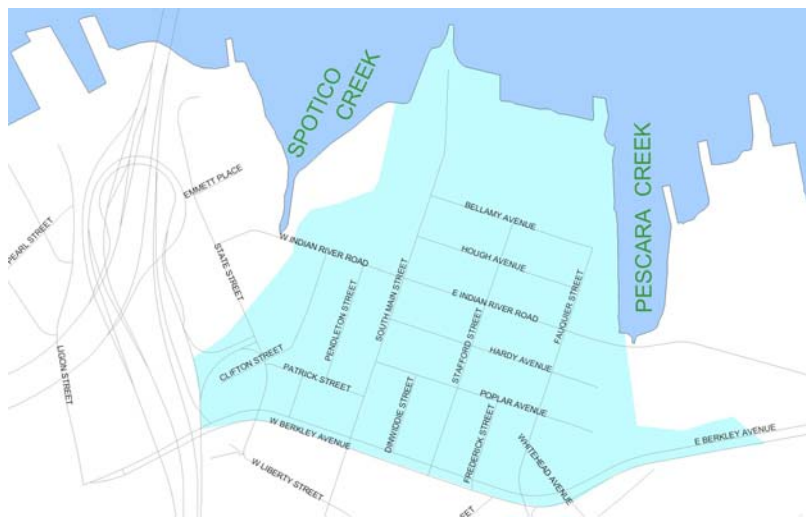 SPOTICO
CREEK
PESCARA CREEK
EMMETT PLACE
PEARL STREET
STATE STREET
LIGON STREET
W INDIAN RIVER ROAD
BELLAMY AVENUE
HOUGH AVENUE
E INDIAN RIVER ROAD
SOUTH MAIN STREET
PENDLETON STREET
STAFFORD STREET
FAUQUIER STREET
HARDY AVENUE
CLIFTON STREET
PATRICK STREET
POPLAR AVENUE
DINWIDDIE STREET
FREDERICK STREET
WHITEHEAD AVENUE
W BERKLEY AVENUE
E BERKLEY AVENUE
W LIBERTY STREET